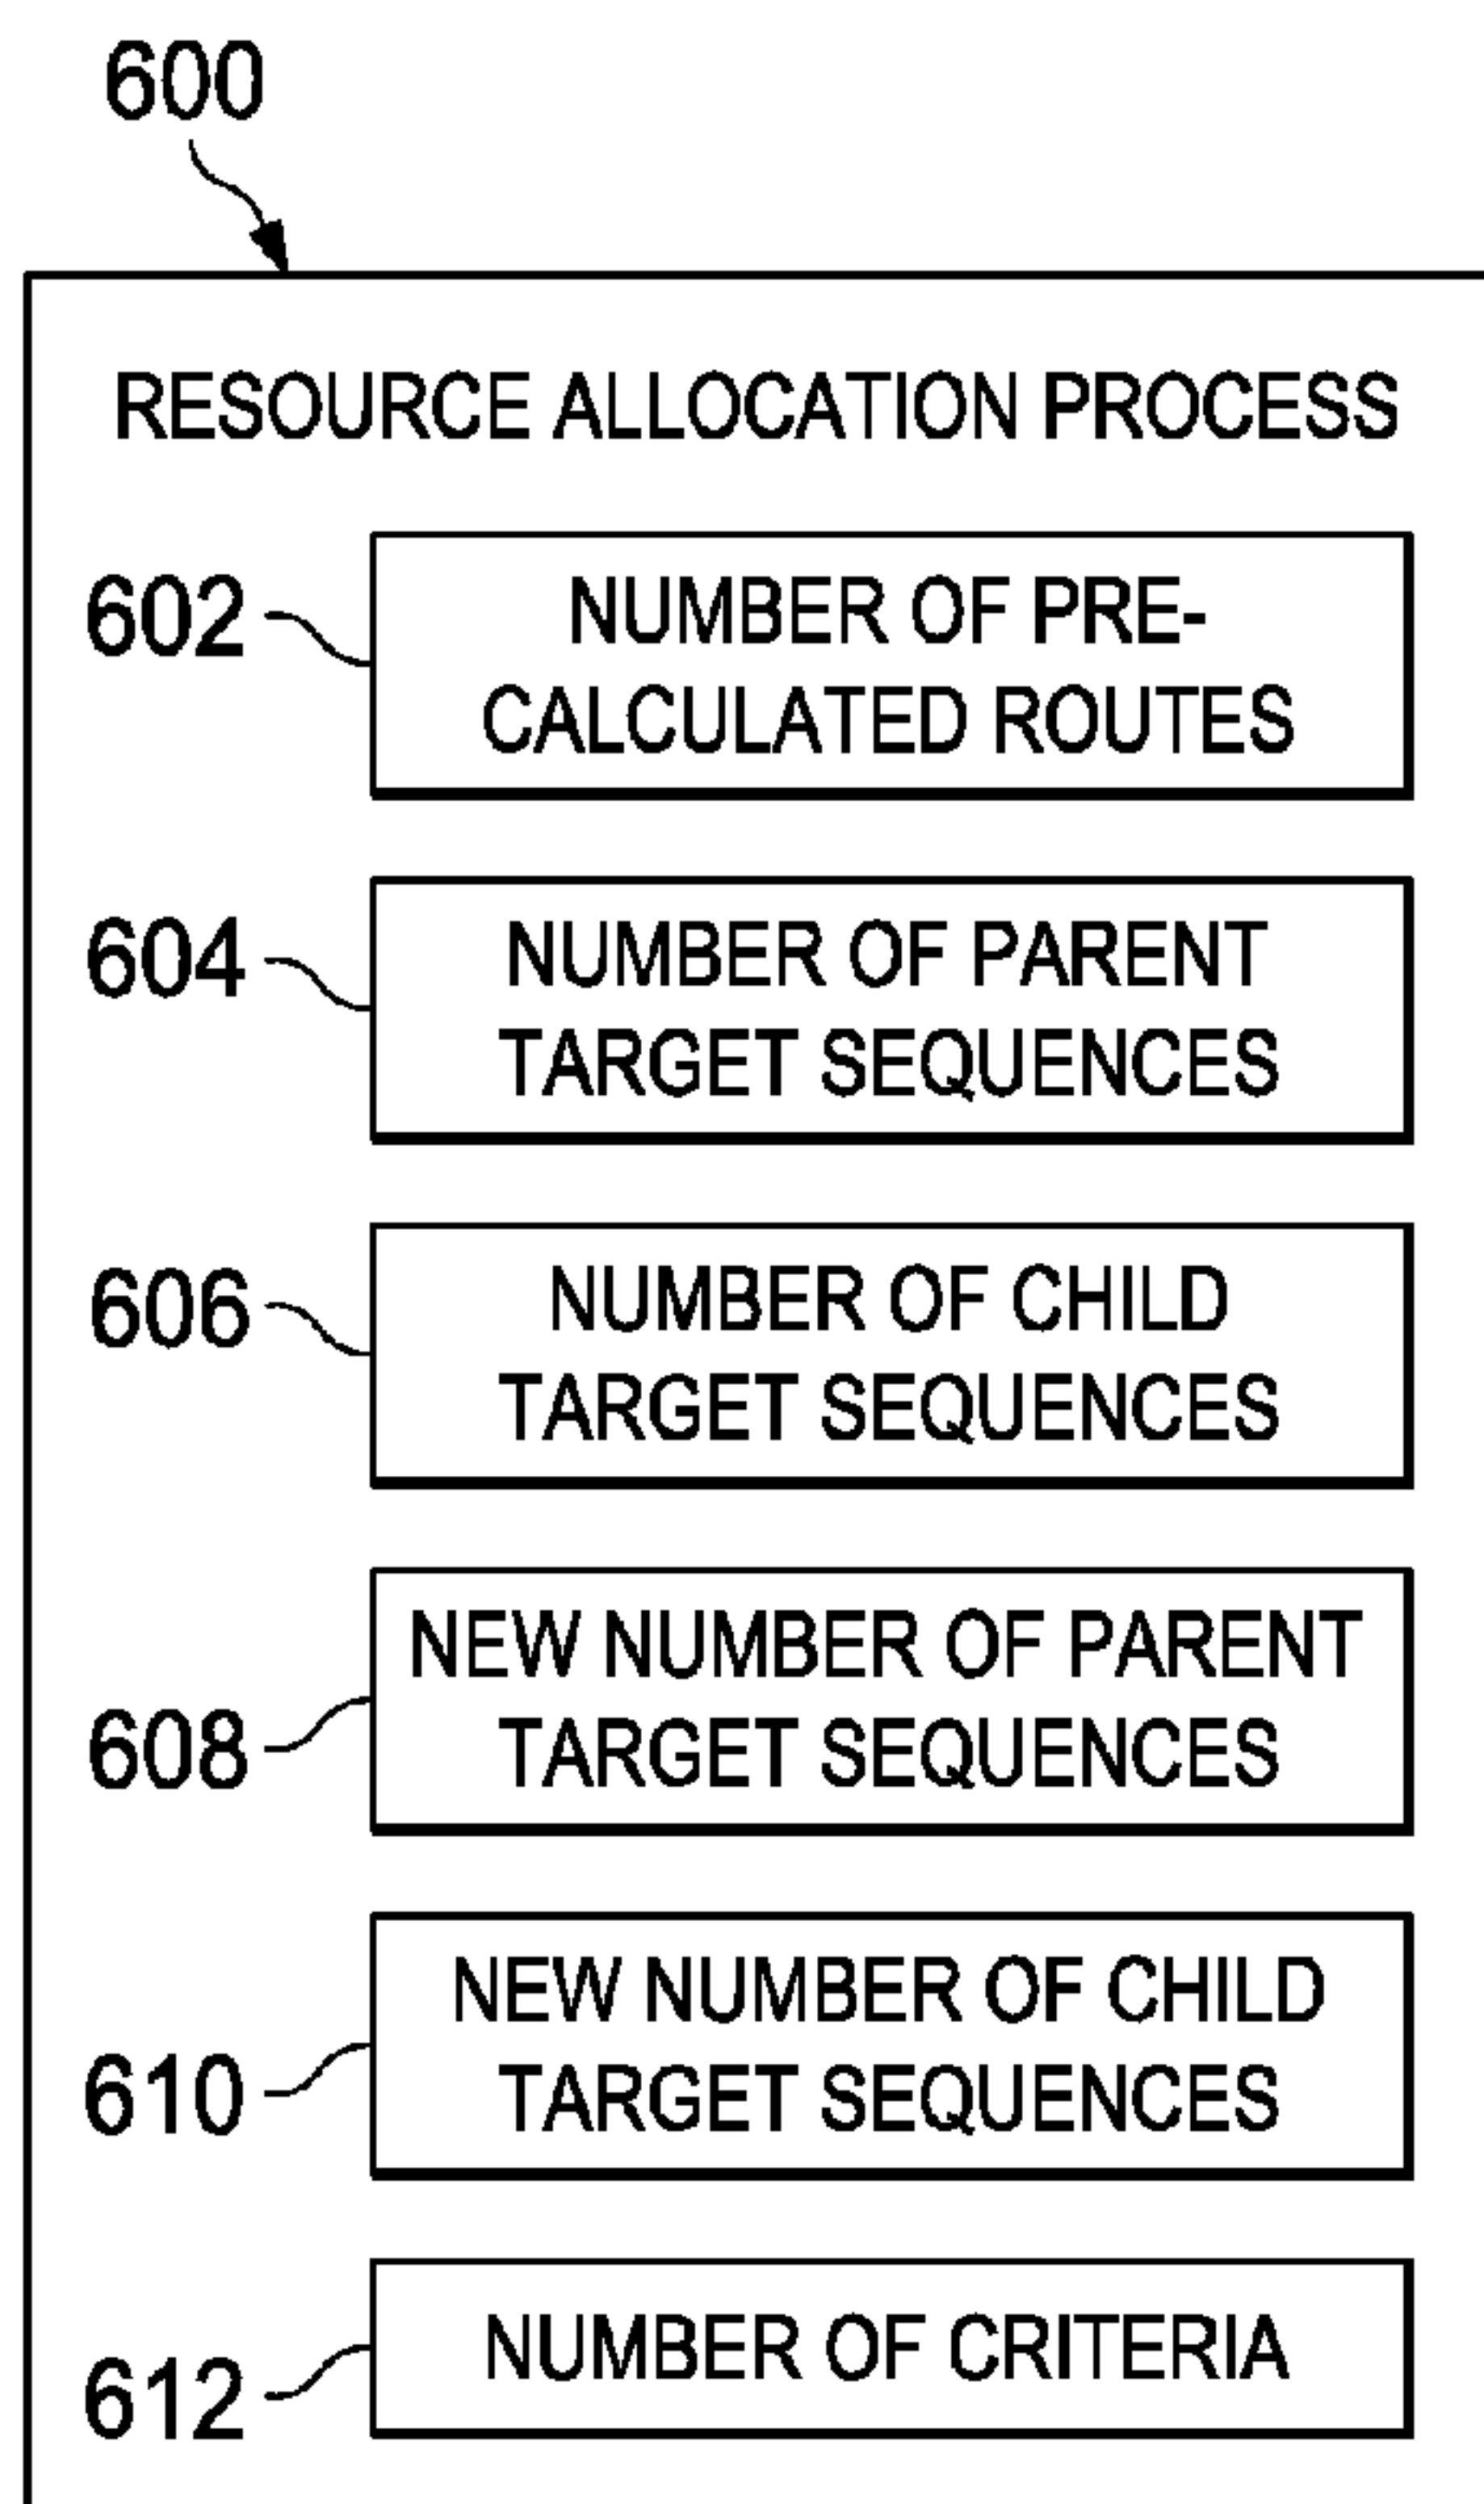 600
RESOURCE ALLOCATION PROCESS
602
NUMBER OF PRE-
CALCULATED ROUTES
604
NUMBER OF PARENT
TARGET SEQUENCES
606
NUMBER OF CHILD
TARGET SEQUENCES
608
NEW NUMBER OF PARENT
TARGET SEQUENCES
610
NEW NUMBER OF CHILD
TARGET SEQUENCES
612
NUMBER OF CRITERIA